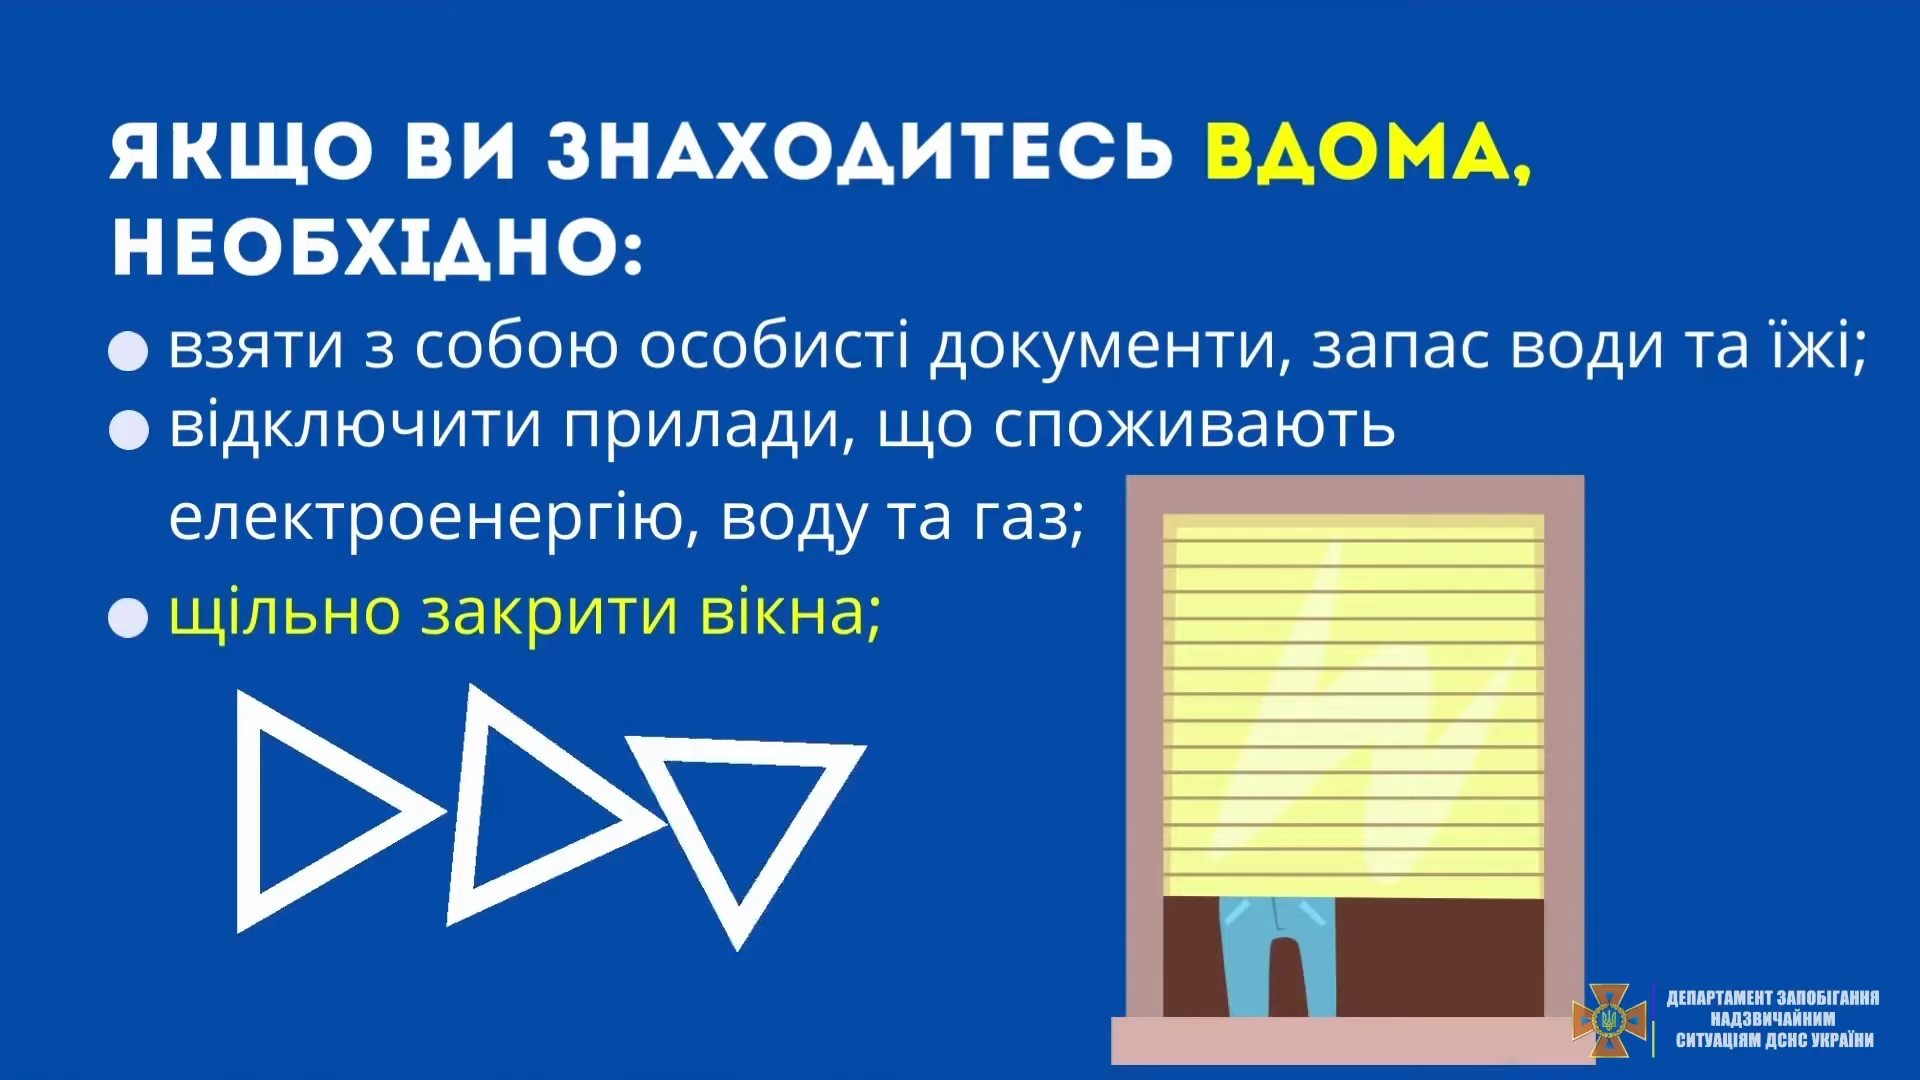 ЯКЩО ВИ ЗНАХОДИТЕСЬ ВДОМА,
НЕОБХІДНО:
взяти з собою особисті документи, запас води та їжі;
відключити прилади, що споживають
електроенергію, воду та газ;
щільно закрити вікна;
ДЕПАРТАМЕНТ ЗАПОБІГАННЯ
НАДЗВИЧАЙНИМ
СИТУАЦІЯМ ДСНС УКРАЇНИ